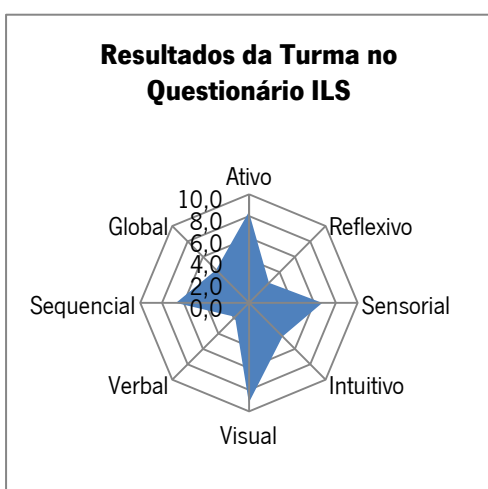 Resultados da Turma no
Questionário ILS
Ativo
10,0
8,0
6,0
4,0
2,0
0,0
Global
Reflexivo
Sequencial
Sensorial
Verbal
Intuitivo
Visual